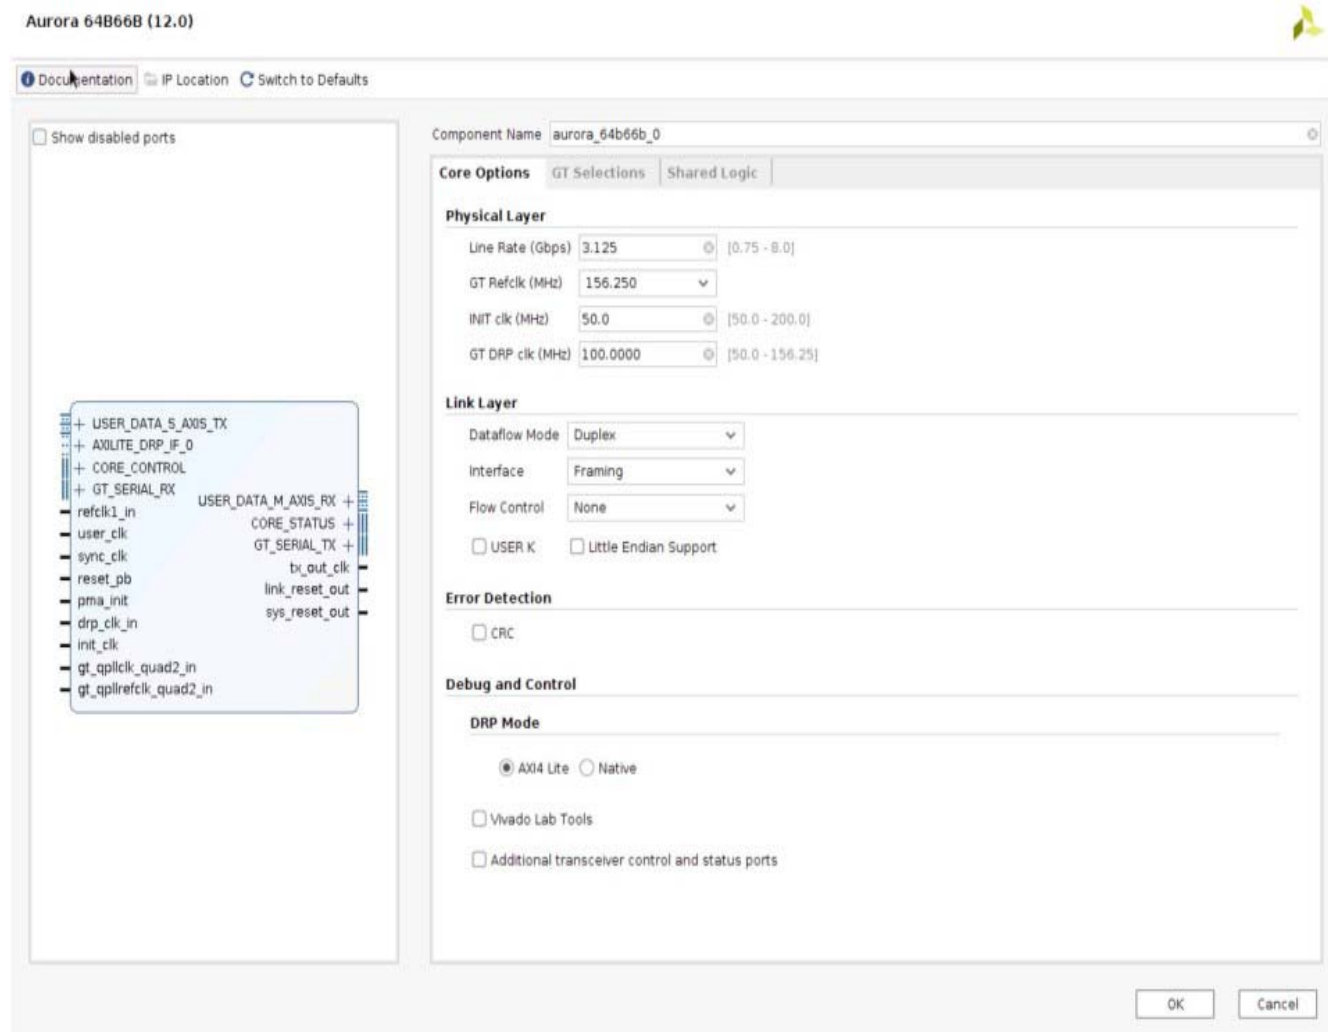 Aurora 64B66B (12.0)
Documentation IP Location Switch to Defaults
Show disabled ports
USER_DATA_S_AXIS_TX
AXILITE_DRP_IF_0
CORE_CONTROL
GT_SERIAL_RX
refclk1_in
user_clk
sync_clk
reset_pb
pma_init
drp_clk_in
init_clk
gt_qpllclk_quad2_in
gt_qpllrefclk_quad2_in
USER_DATA_M_AXIS_RX
CORE_STATUS
GT_SERIAL_TX
tx_out_clk
link_reset_out
sys_reset_out
Component Name aurora_64b66b_0
Core Options GT Selections Shared Logic
Physical Layer
Line Rate (Gbps) 3.125 [0.75 - 8.0]
GT Refclk (MHz) 156.250
INIT clk (MHz) 50.0 [50.0 - 200.0]
GT DRP clk (MHz) 100.0000 [50.0 - 156.25]
Link Layer
Dataflow Mode Duplex
Interface Framing
Flow Control None
USER K Little Endian Support
Error Detection
CRC
Debug and Control
DRP Mode
AXI4 Lite Native
Vivado Lab Tools
Additional transceiver control and status ports
OK Cancel